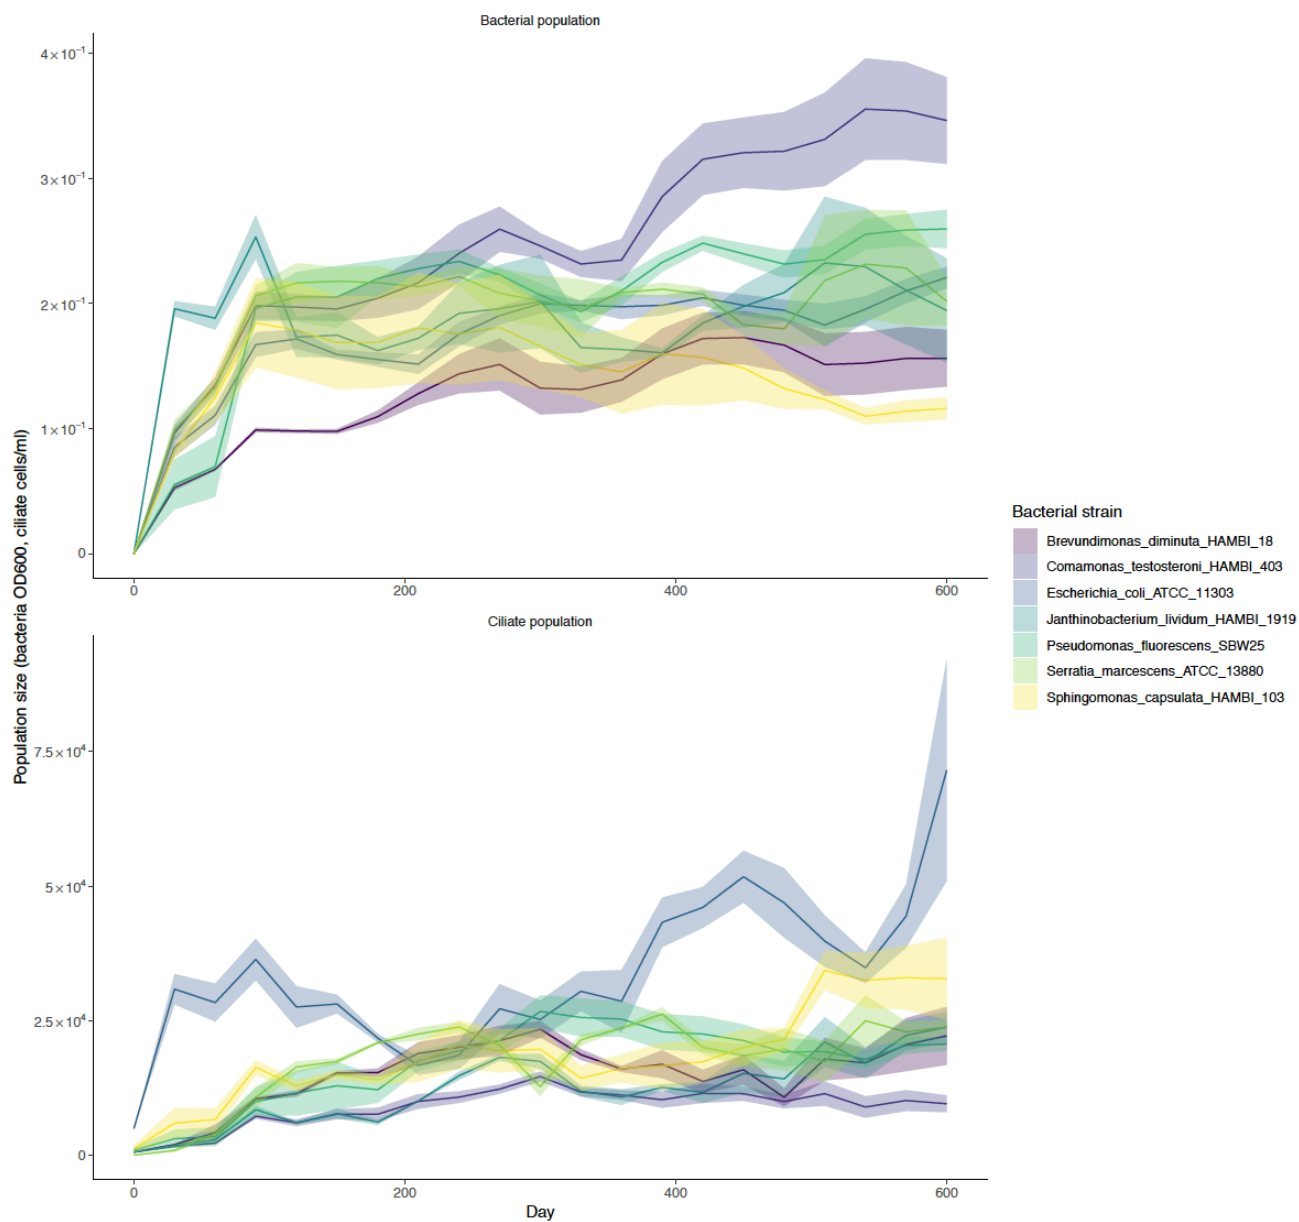 Bacterial population
4×10⁻¹
3×10⁻¹
2×10⁻¹
1×10⁻¹
0
0 200 400 600
Population size (bacteria OD600, ciliate cells/ml)
Ciliate population
7.5×10⁴
5×10⁴
2.5×10⁴
0
0 200 400 600
Day
Bacterial strain
Brevundimonas_diminuta_HAMBI_18
Comamonas_testosteroni_HAMBI_403
Escherichia_coli_ATCC_11303
Janthinobacterium_lividum_HAMBI_1919
Pseudomonas_fluorescens_SBW25
Serratia_marcescens_ATCC_13880
Sphingomonas_capsulata_HAMBI_103